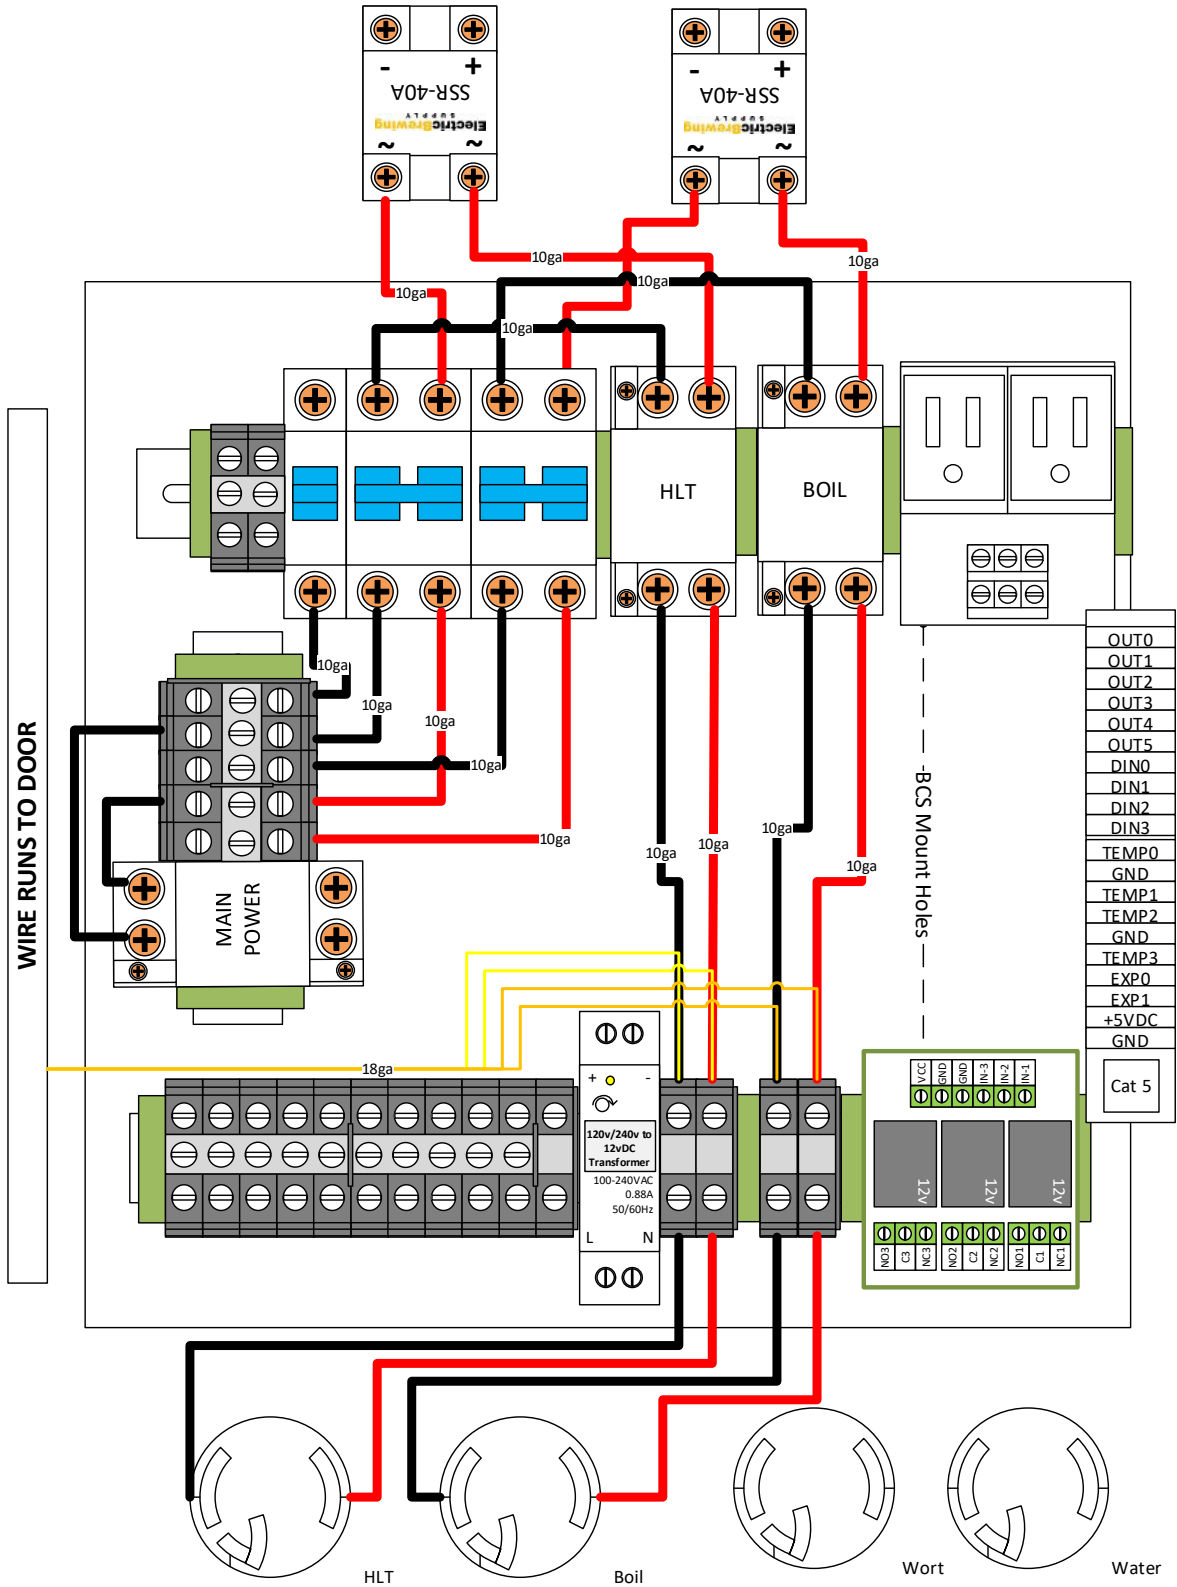 -
+
SSR-40A
ElectricBrewing
SUPPLY
~
~
-
+
SSR-40A
ElectricBrewing
SUPPLY
~
~
10ga
10ga
10ga
10ga
10ga
HLT
BOIL
WIRE RUNS TO DOOR
10ga
10ga
10ga
10ga
10ga
10ga
10ga
10ga
10ga
MAIN
POWER
BCS Mount Holes
OUT0
OUT1
OUT2
OUT3
OUT4
OUT5
DIN0
DIN1
DIN2
DIN3
TEMP0
GND
TEMP1
TEMP2
GND
TEMP3
EXP0
EXP1
+5VDC
GND
Cat 5
18ga
+
-
120v/240v to
12vDC
Transformer
100-240VAC
0.88A
50/60Hz
L N
VCC
GND
GND
IN-3
IN-2
IN-1
12v
12v
12v
NO3
C3
NC3
NO2
C2
NC2
NO1
C1
NC1
HLT
Boil
Wort
Water